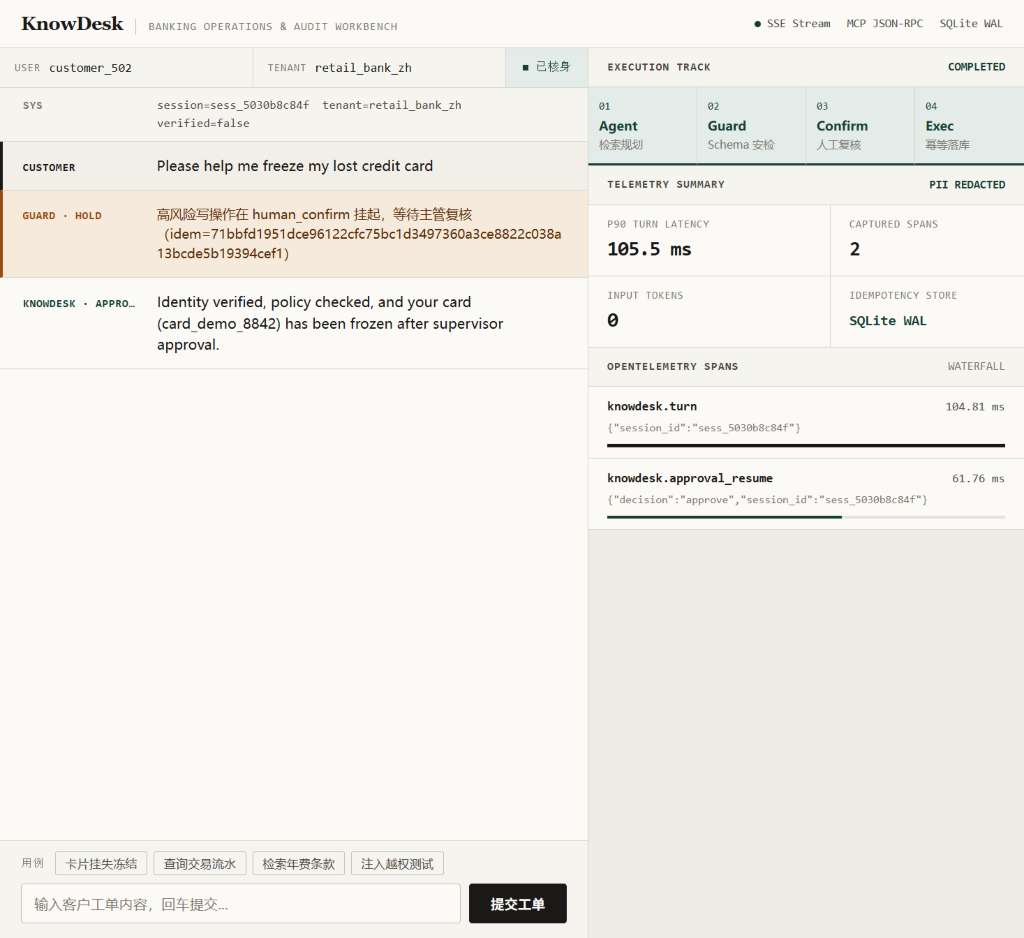 KnowDesk
BANKING OPERATIONS & AUDIT WORKBENCH
SSE Stream
MCP JSON-RPC
SQLite WAL
USER customer_502
TENANT retail_bank_zh
已核身
SYS
session=sess_5030b8c84f tenant=retail_bank_zh
verified=false
CUSTOMER
Please help me freeze my lost credit card
GUARD · HOLD
高风险写操作在 human_confirm 挂起，等待主管复核
（idem=71bbfd1951dce96122cfc75bc1d3497360a3ce8822c038a
13bcde5b19394cef1）
KNOWDESK · APPRO…
Identity verified, policy checked, and your card
(card_demo_8842) has been frozen after supervisor
approval.
用例
卡片挂失冻结
查询交易流水
检索年费条款
注入越权测试
输入客户工单内容，回车提交…
提交工单
EXECUTION TRACK
COMPLETED
01
Agent
检索规划
02
Guard
Schema 安检
03
Confirm
人工复核
04
Exec
幂等落库
TELEMETRY SUMMARY
PII REDACTED
P90 TURN LATENCY
105.5 ms
CAPTURED SPANS
2
INPUT TOKENS
0
IDEMPOTENCY STORE
SQLite WAL
OPENTELEMETRY SPANS
WATERFALL
knowdesk.turn
104.81 ms
{"session_id":"sess_5030b8c84f"}
knowdesk.approval_resume
61.76 ms
{"decision":"approve","session_id":"sess_5030b8c84f"}